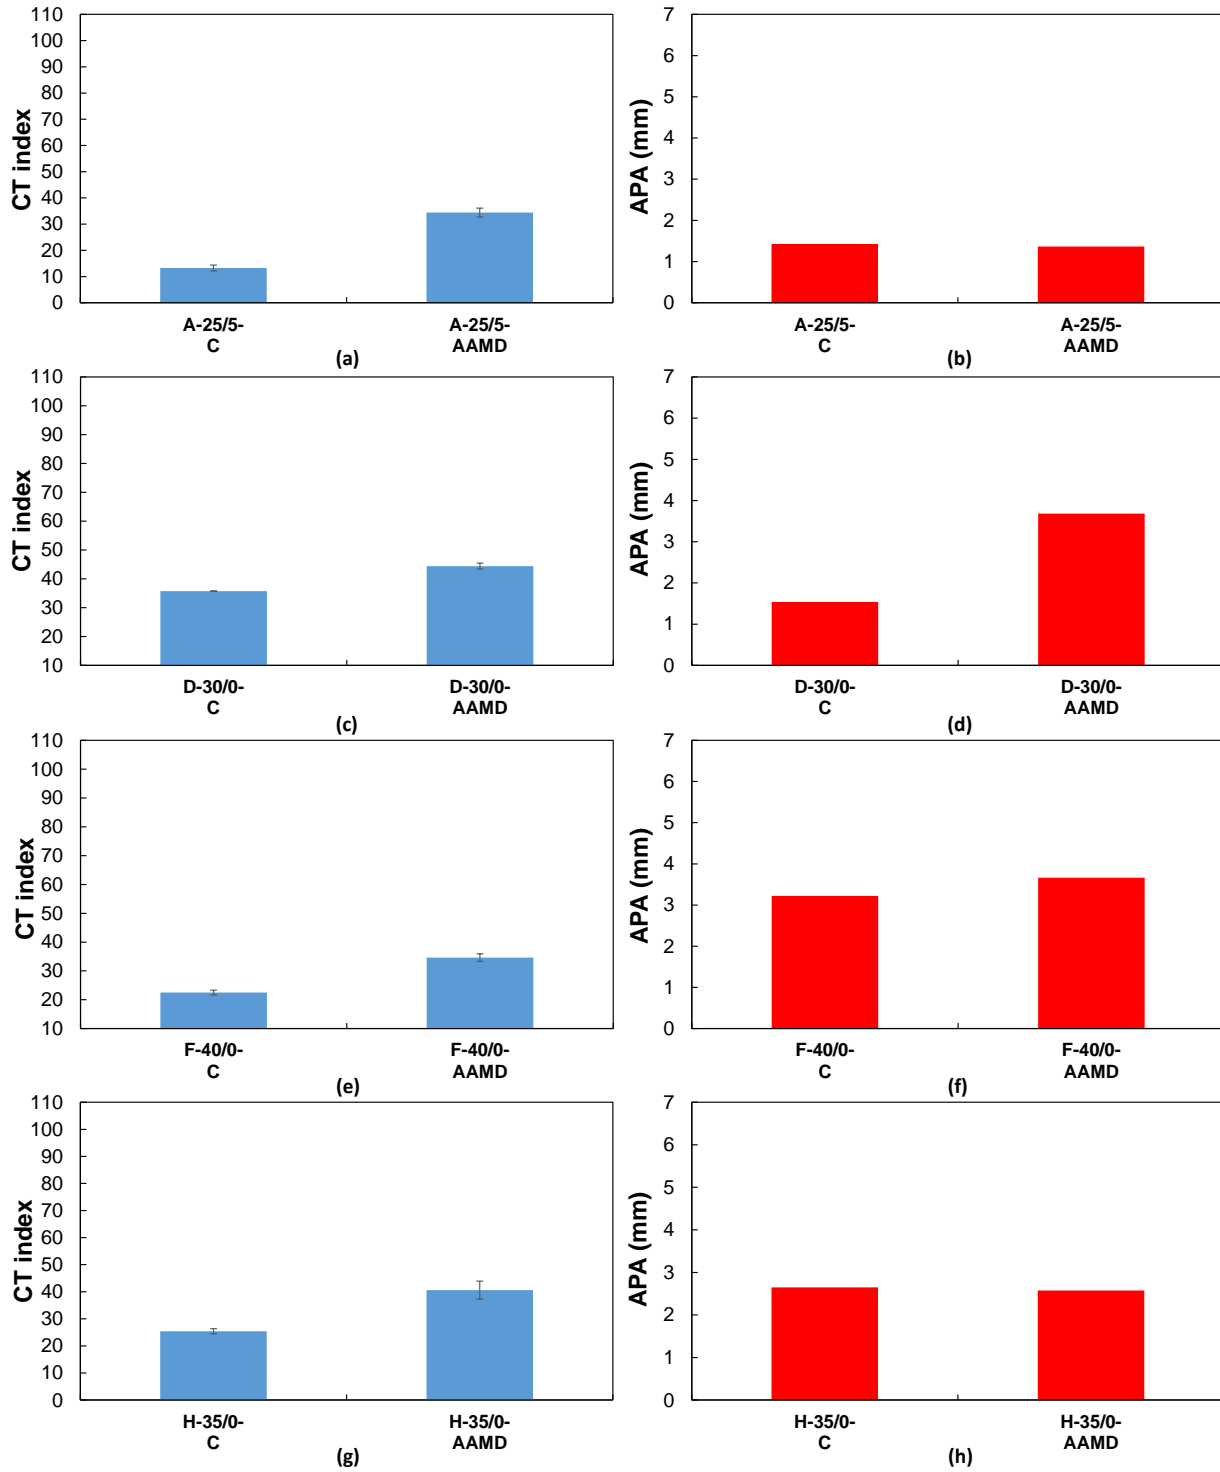 CT index
110
100
90
80
70
60
50
40
30
20
10
0
A-25/5-
C
A-25/5-
AAMD
(a)
APA (mm)
7
6
5
4
3
2
1
0
A-25/5-
C
A-25/5-
AAMD
(b)
CT index
110
100
90
80
70
60
50
40
30
20
10
D-30/0-
C
D-30/0-
AAMD
(c)
APA (mm)
7
6
5
4
3
2
1
0
D-30/0-
C
D-30/0-
AAMD
(d)
CT index
110
100
90
80
70
60
50
40
30
20
10
F-40/0-
C
F-40/0-
AAMD
(e)
APA (mm)
7
6
5
4
3
2
1
0
F-40/0-
C
F-40/0-
AAMD
(f)
CT index
110
100
90
80
70
60
50
40
30
20
10
0
H-35/0-
C
H-35/0-
AAMD
(g)
APA (mm)
7
6
5
4
3
2
1
0
H-35/0-
C
H-35/0-
AAMD
(h)